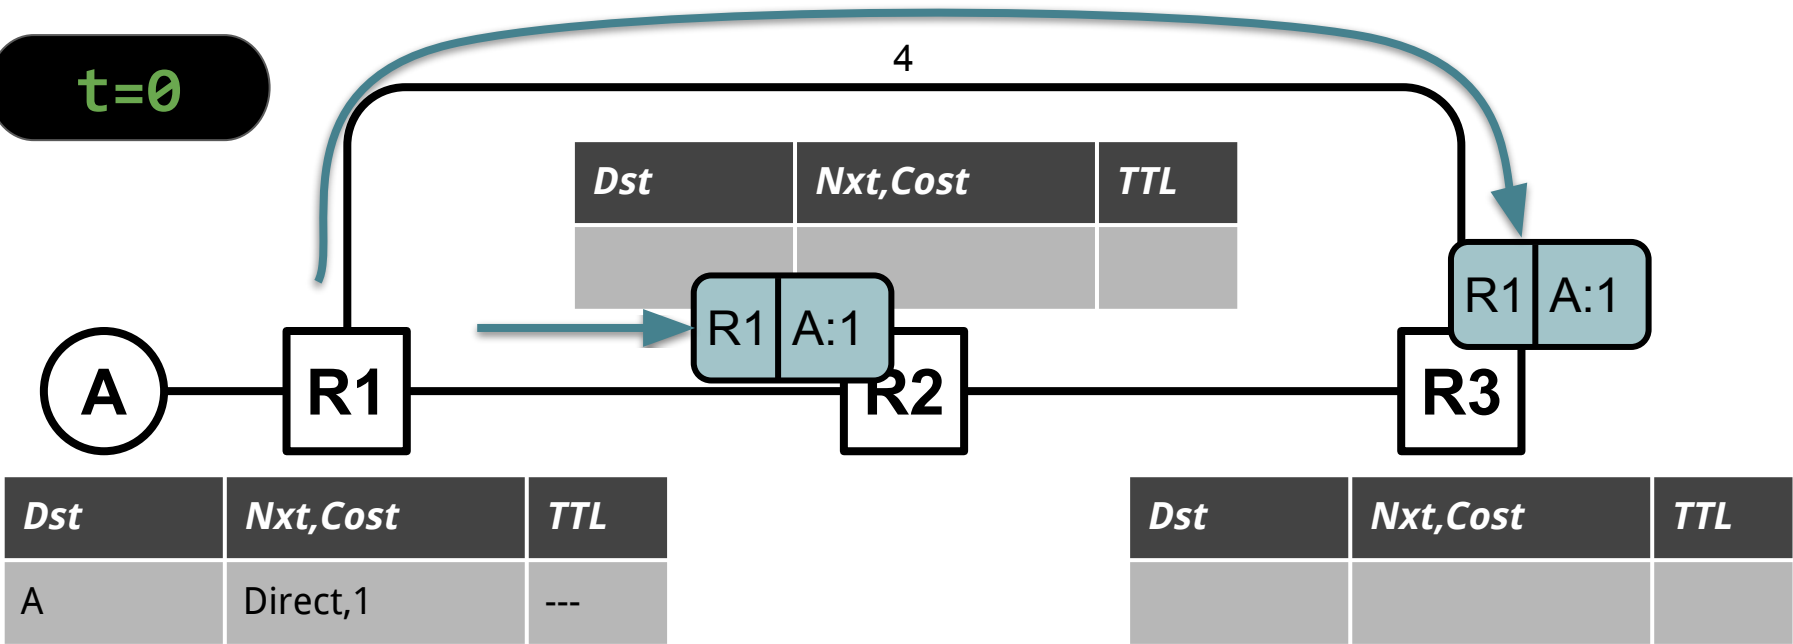 t=0
4
Dst Nxt,Cost TTL
R1 A:1
R1 A:1
A R1 R2 R3
Dst Nxt,Cost TTL
A Direct,1 ---
Dst Nxt,Cost TTL